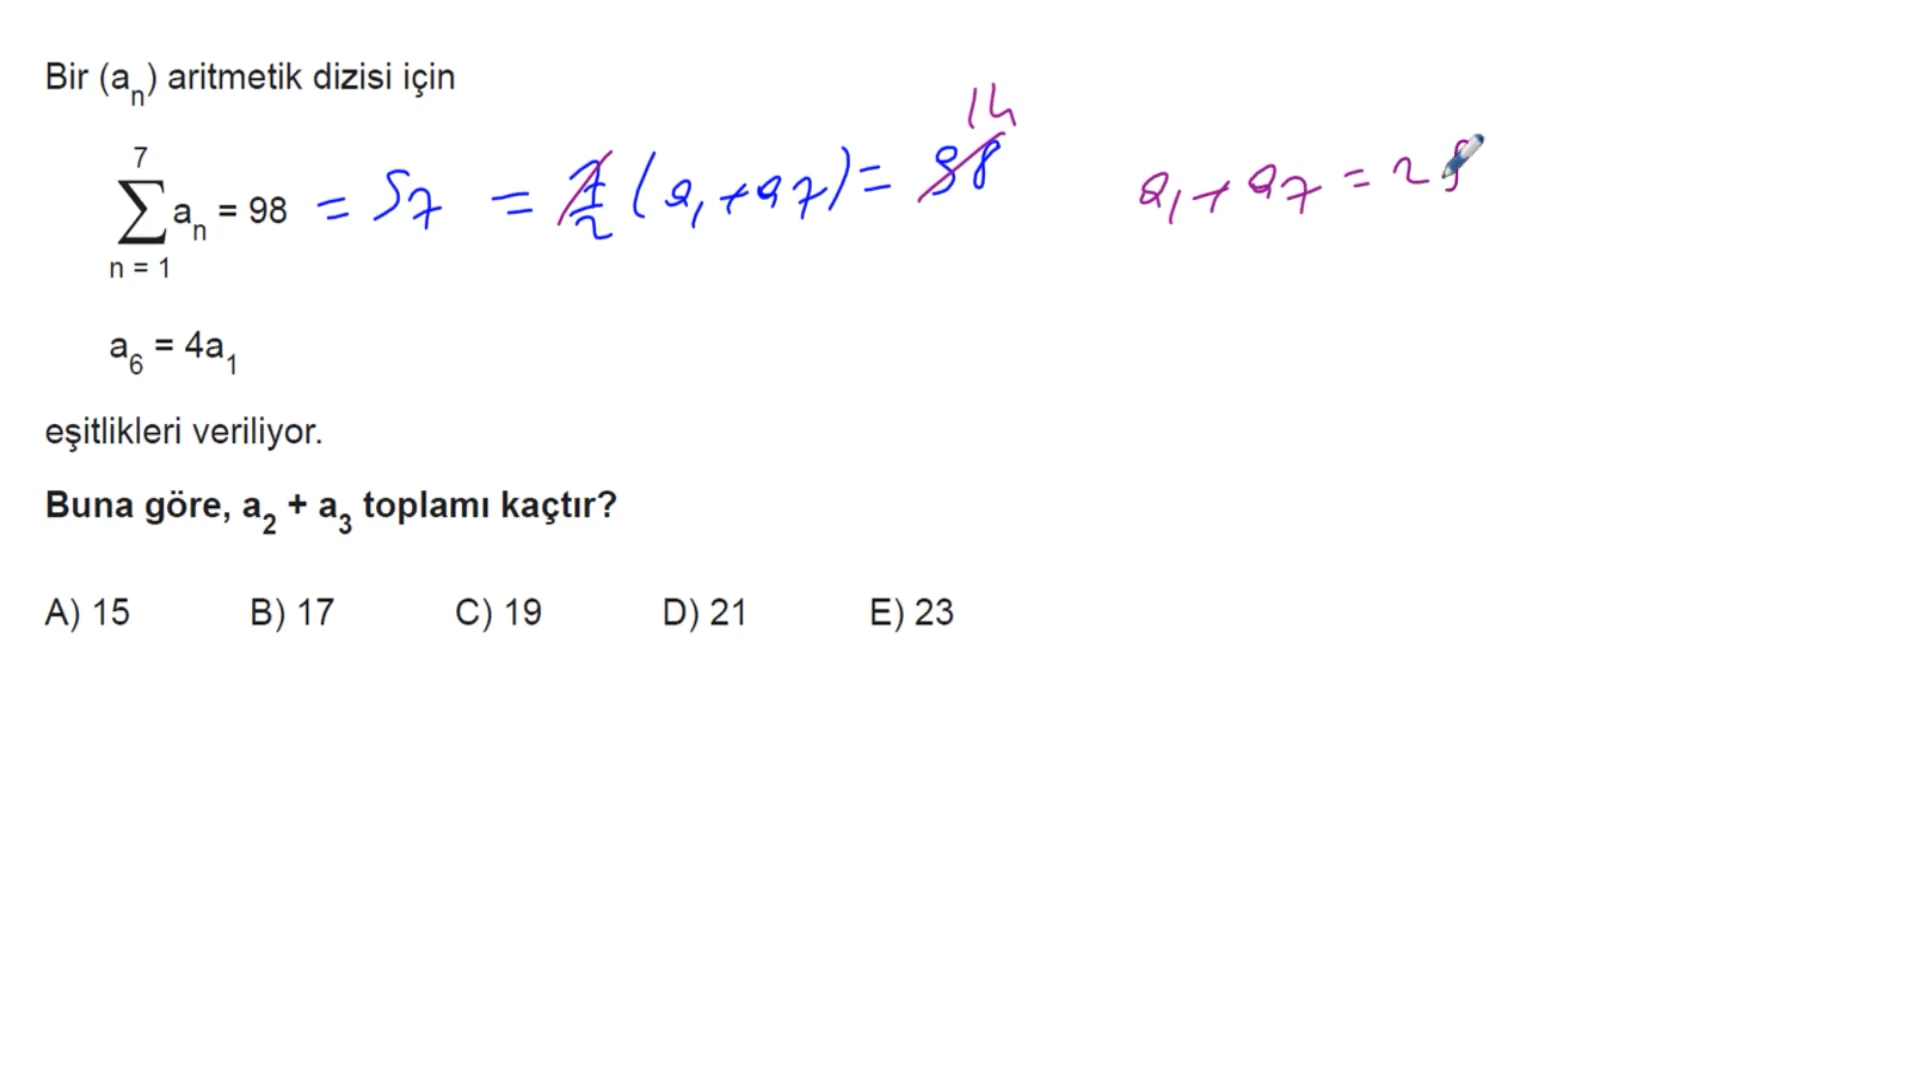 Bir (aₙ) aritmetik dizisi için
7
∑ aₙ = 98 = S₇ = 7/2 (a₁ + a₇) = 98 14
n = 1
a₁ + a₇ = 28
a₆ = 4a₁
eşitlikleri veriliyor.
Buna göre, a₂ + a₃ toplamı kaçtır?
A) 15 B) 17 C) 19 D) 21 E) 23